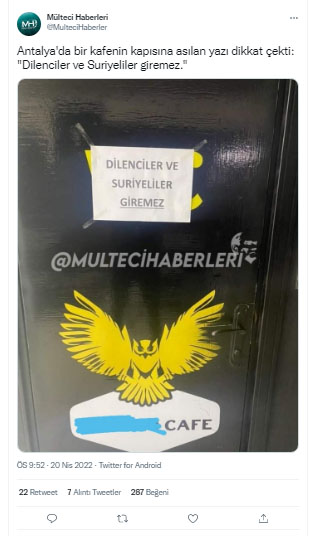 Mülteci Haberleri
@MulteciHaberler
Antalya'da bir kafenin kapısına asılan yazı dikkat çekti:
"Dilenciler ve Suriyeliler giremez."
DİLENCİLER VE
SURİYELİLER
GİREMEZ
@MULTECİHABERLERİ
CAFE
ÖS 9:52 · 20 Nis 2022 · Twitter for Android
22 Retweet 7 Alıntı Tweetler 287 Beğeni